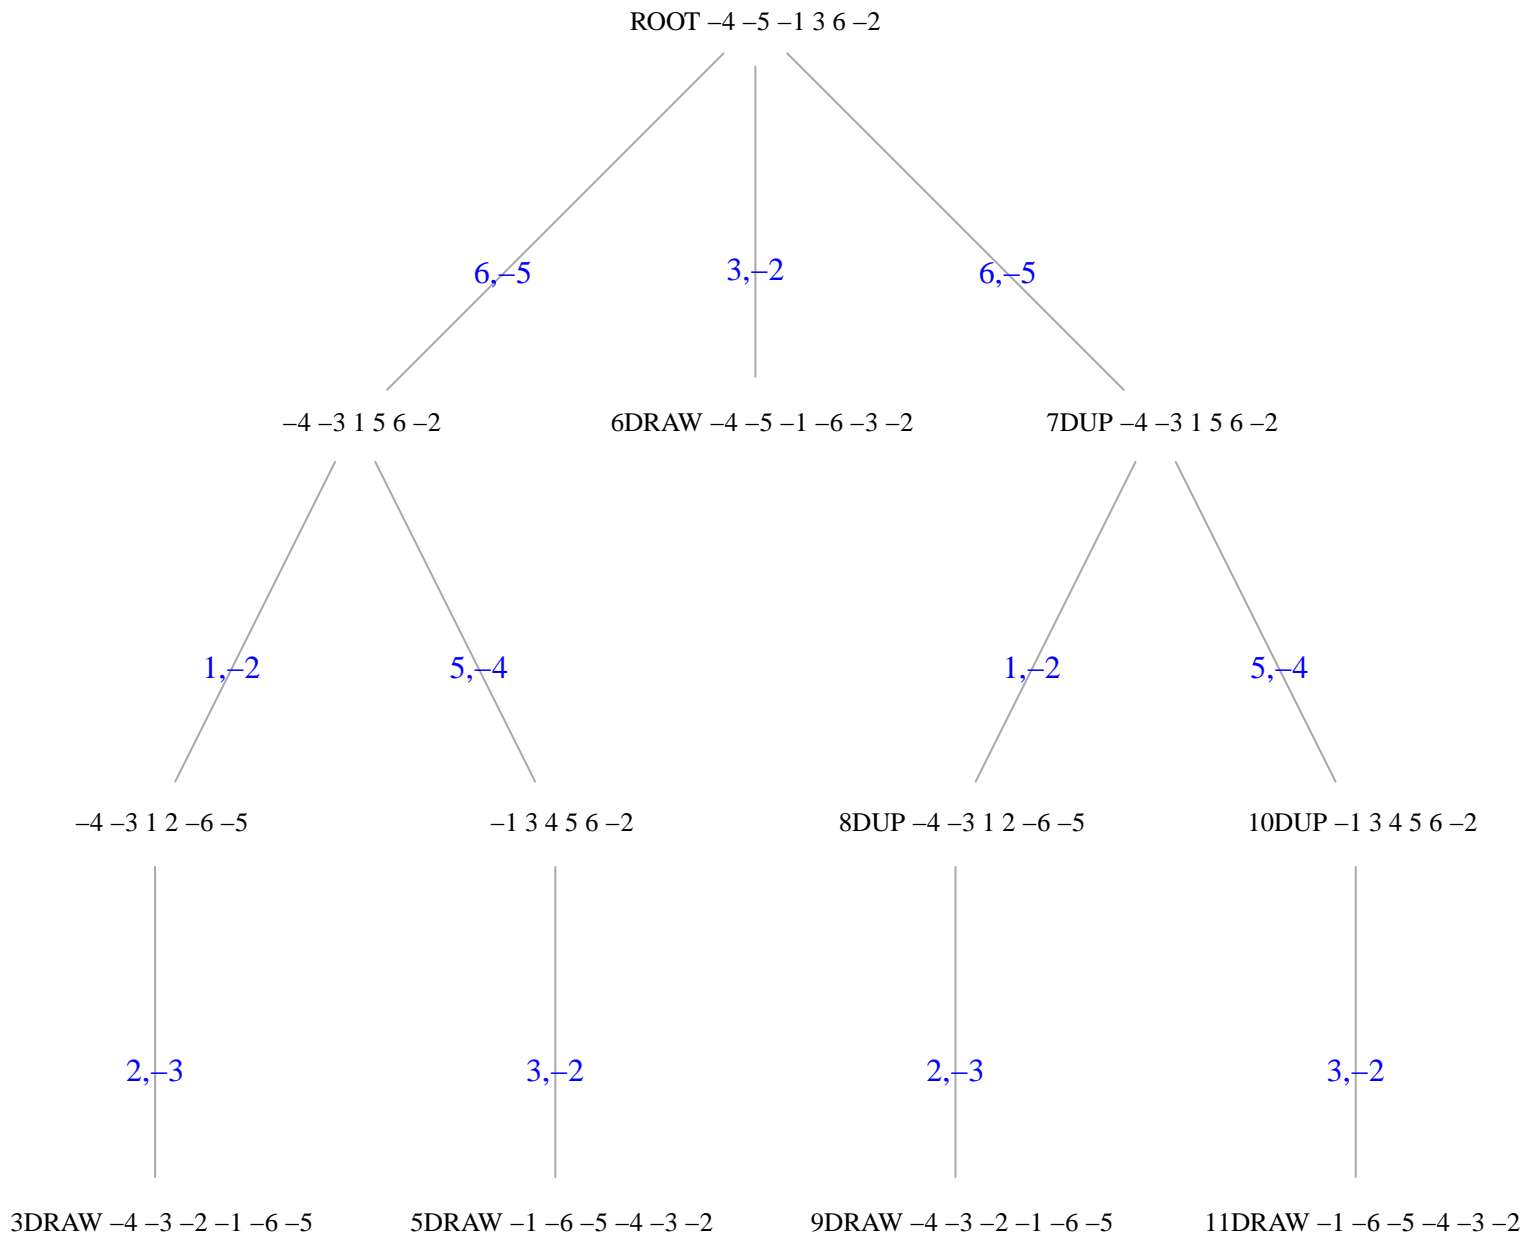 ROOT –4 –5 –1 3 6 –2
6,–5
3,–2
6,–5
–4 –3 1 5 6 –2
6DRAW –4 –5 –1 –6 –3 –2
7DUP –4 –3 1 5 6 –2
1,–2
5,–4
1,–2
5,–4
–4 –3 1 2 –6 –5
–1 3 4 5 6 –2
8DUP –4 –3 1 2 –6 –5
10DUP –1 3 4 5 6 –2
2,–3
3,–2
2,–3
3,–2
3DRAW –4 –3 –2 –1 –6 –5
5DRAW –1 –6 –5 –4 –3 –2
9DRAW –4 –3 –2 –1 –6 –5
11DRAW –1 –6 –5 –4 –3 –2